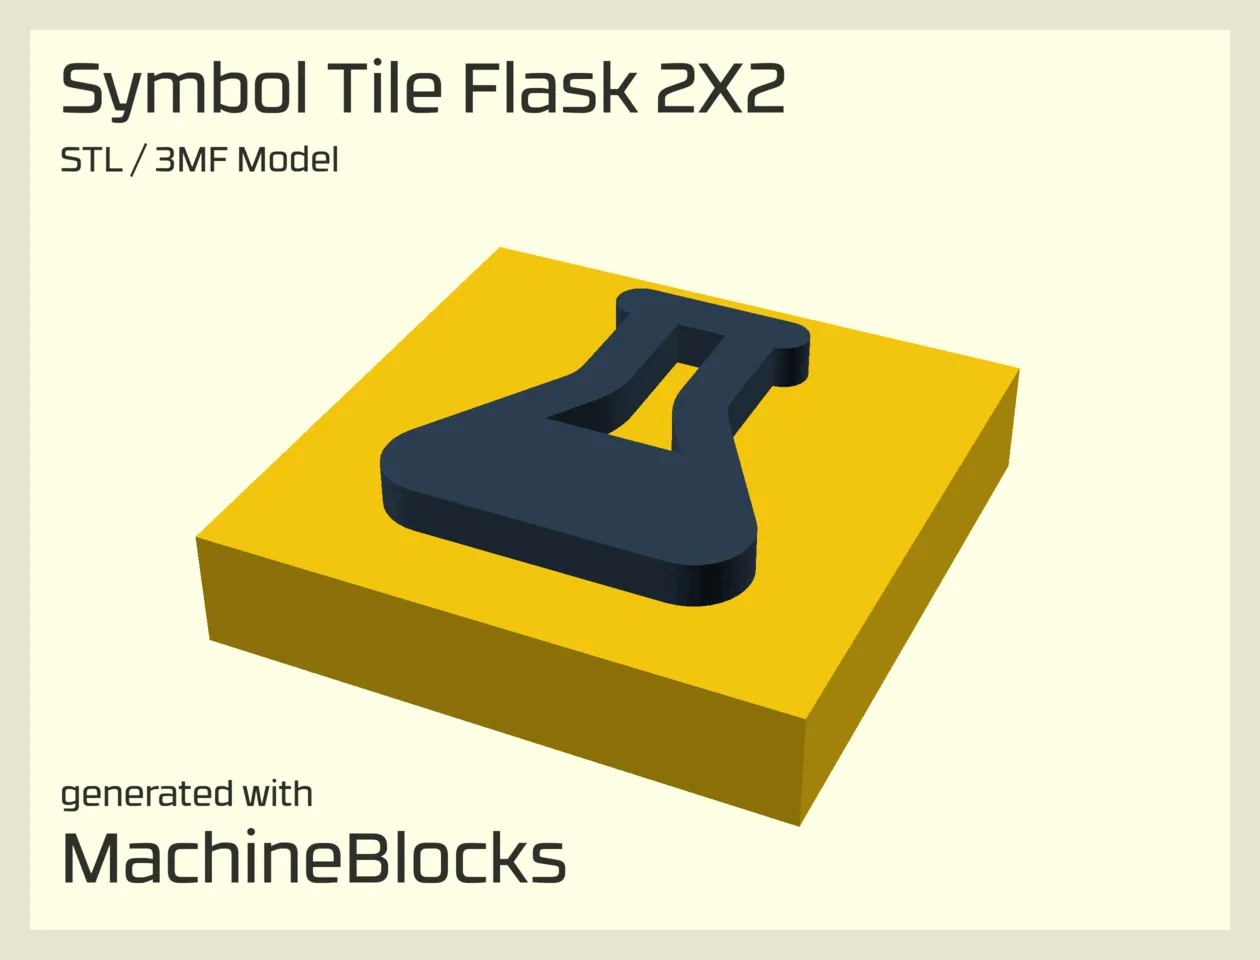 Symbol Tile Flask 2X2
STL / 3MF Model
generated with
MachineBlocks